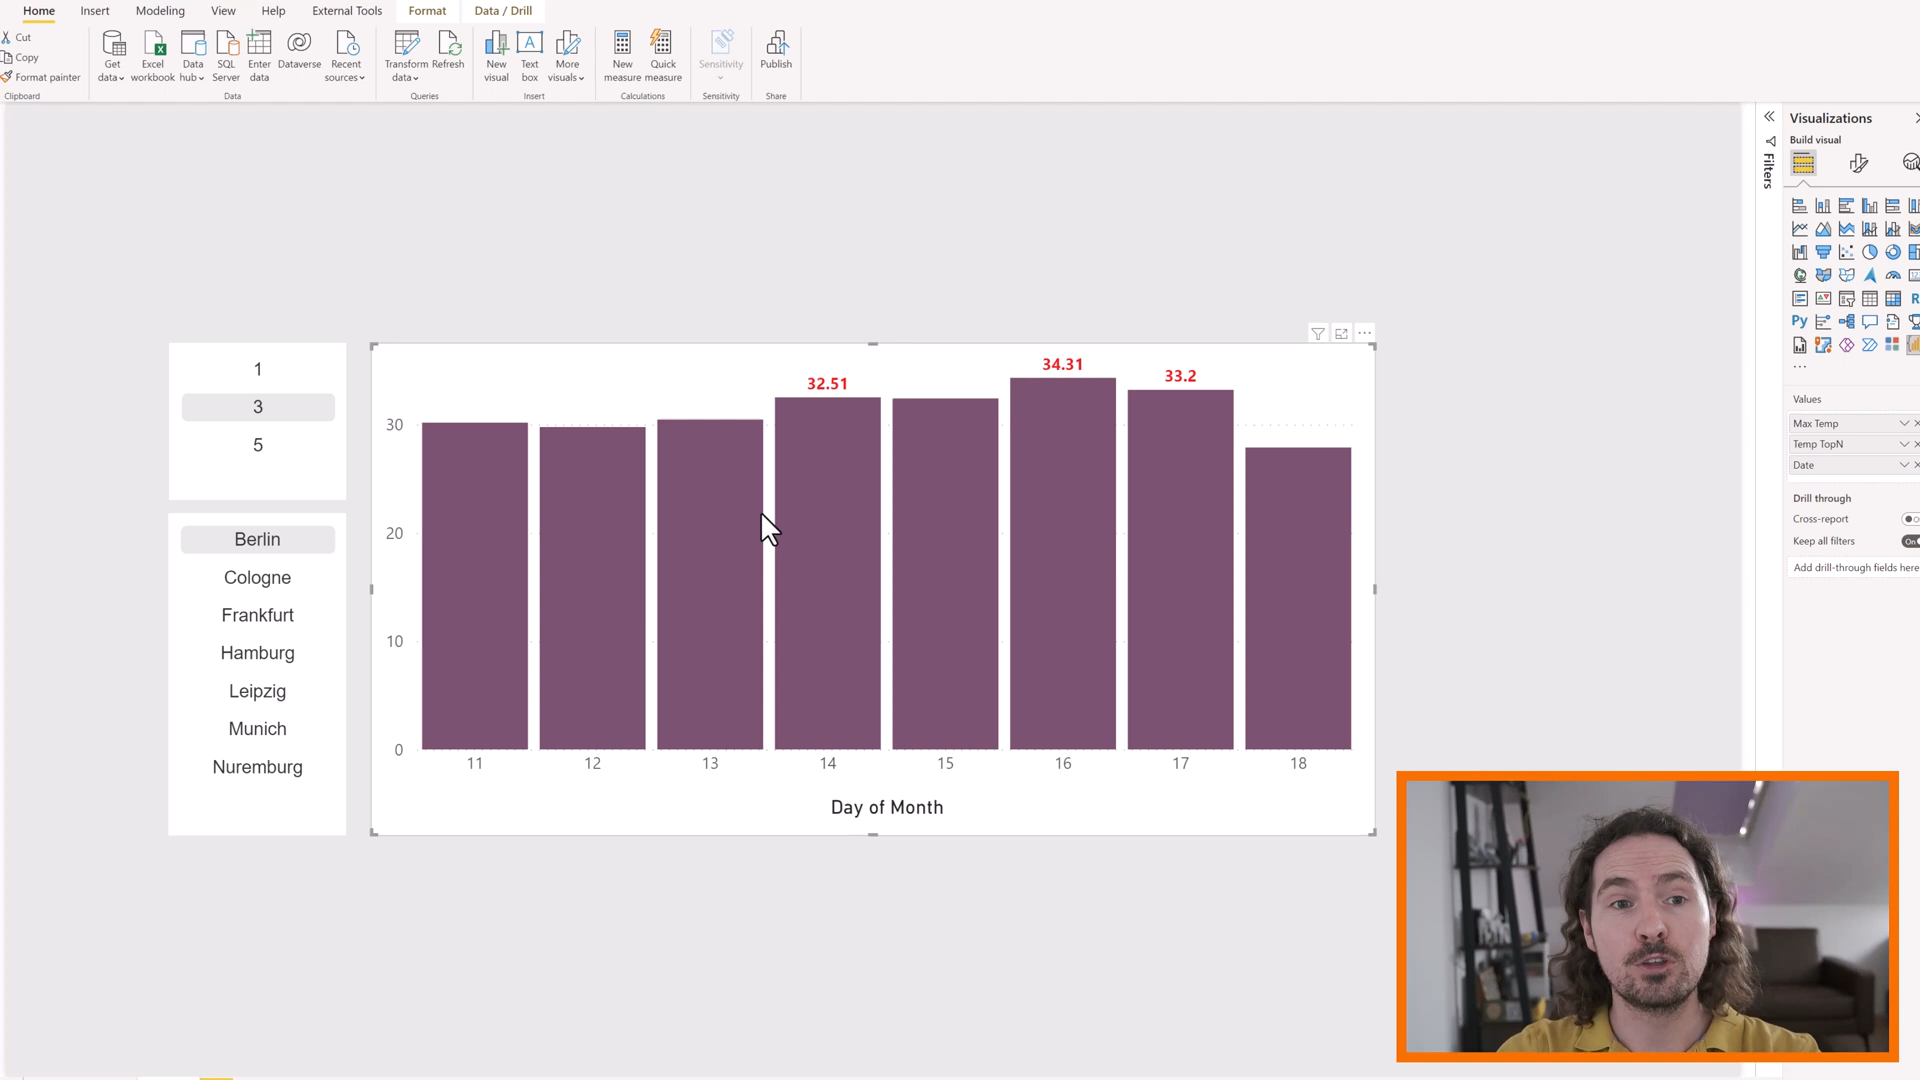 Home Insert Modeling View Help External Tools Format Data / Drill
Cut
Copy
Format painter
Get data
Excel workbook
Data hub
SQL Server
Enter data
Dataverse
Recent sources
Transform data
Refresh
New visual
Text box
More visuals
New measure
Quick measure
Sensitivity
Publish
Clipboard Data Queries Insert Calculations Sensitivity Share
Filters
Visualizations
Build visual
Py
R
Values
Max Temp
Temp TopN
Date
Drill through
Cross-report
Keep all filters On
Add drill-through fields here
1
3
5
Berlin
Cologne
Frankfurt
Hamburg
Leipzig
Munich
Nuremburg
32.51 34.31 33.2
30
20
10
0
11 12 13 14 15 16 17 18
Day of Month